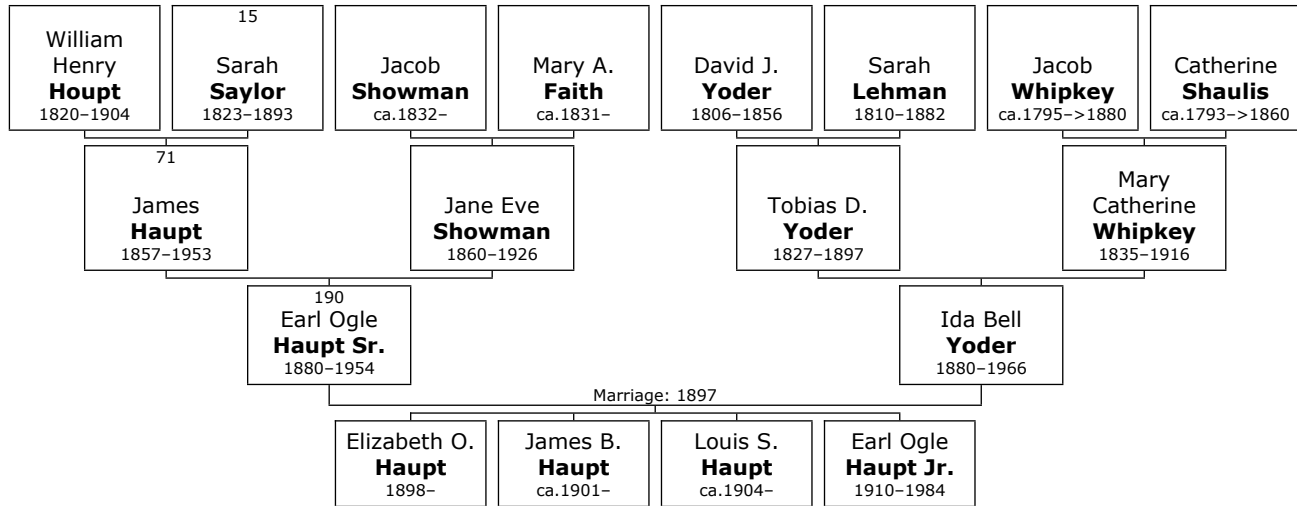 William
Henry
Houpt
1820–1904
15
Sarah
Saylor
1823–1893
Jacob
Showman
ca.1832–
Mary A.
Faith
ca.1831–
David J.
Yoder
1806–1856
Sarah
Lehman
1810–1882
Jacob
Whipkey
ca.1795–>1880
Catherine
Shaulis
ca.1793–>1860
71
James
Haupt
1857–1953
Jane Eve
Showman
1860–1926
Tobias D.
Yoder
1827–1897
Mary
Catherine
Whipkey
1835–1916
190
Earl Ogle
Haupt Sr.
1880–1954
Ida Bell
Yoder
1880–1966
Marriage: 1897
Elizabeth O.
Haupt
1898–
James B.
Haupt
ca.1901–
Louis S.
Haupt
ca.1904–
Earl Ogle
Haupt Jr.
1910–1984